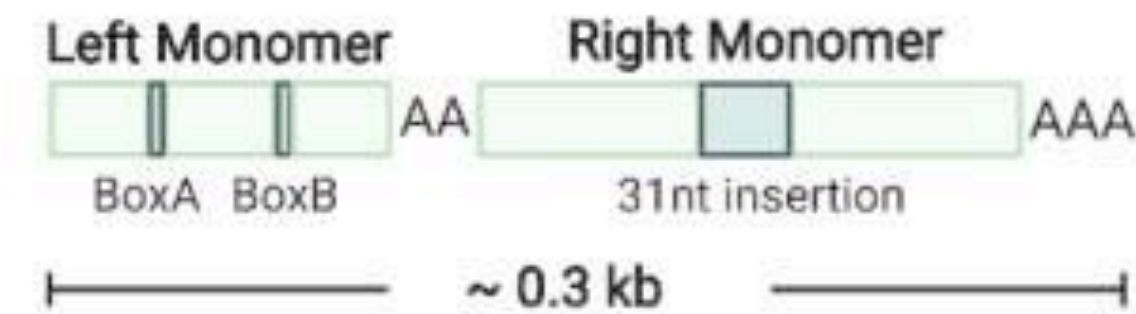 Left Monomer Right Monomer
AA AAA
BoxA BoxB 31nt insertion
~ 0.3 kb